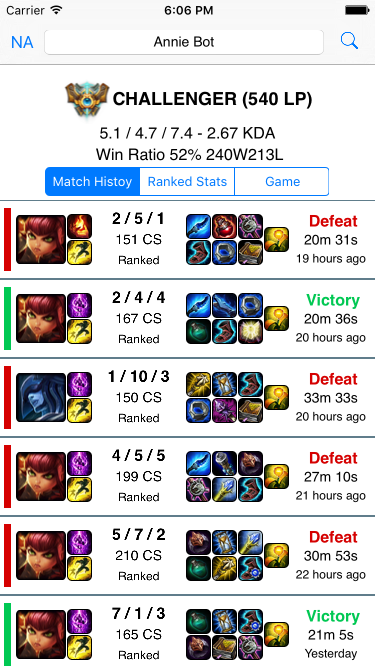 Carrier 6:06 PM
NA Annie Bot
CHALLENGER (540 LP)
5.1 / 4.7 / 7.4 - 2.67 KDA
Win Ratio 52% 240W213L
Match Histoy Ranked Stats Game
2 / 5 / 1 Defeat
151 CS 20m 31s
Ranked 19 hours ago
2 / 4 / 4 Victory
167 CS 20m 36s
Ranked 20 hours ago
1 / 10 / 3 Defeat
150 CS 33m 33s
Ranked 20 hours ago
4 / 5 / 5 Defeat
199 CS 27m 10s
Ranked 21 hours ago
5 / 7 / 2 Defeat
210 CS 30m 53s
Ranked 22 hours ago
7 / 1 / 3 Victory
165 CS 21m 5s
Ranked Yesterday